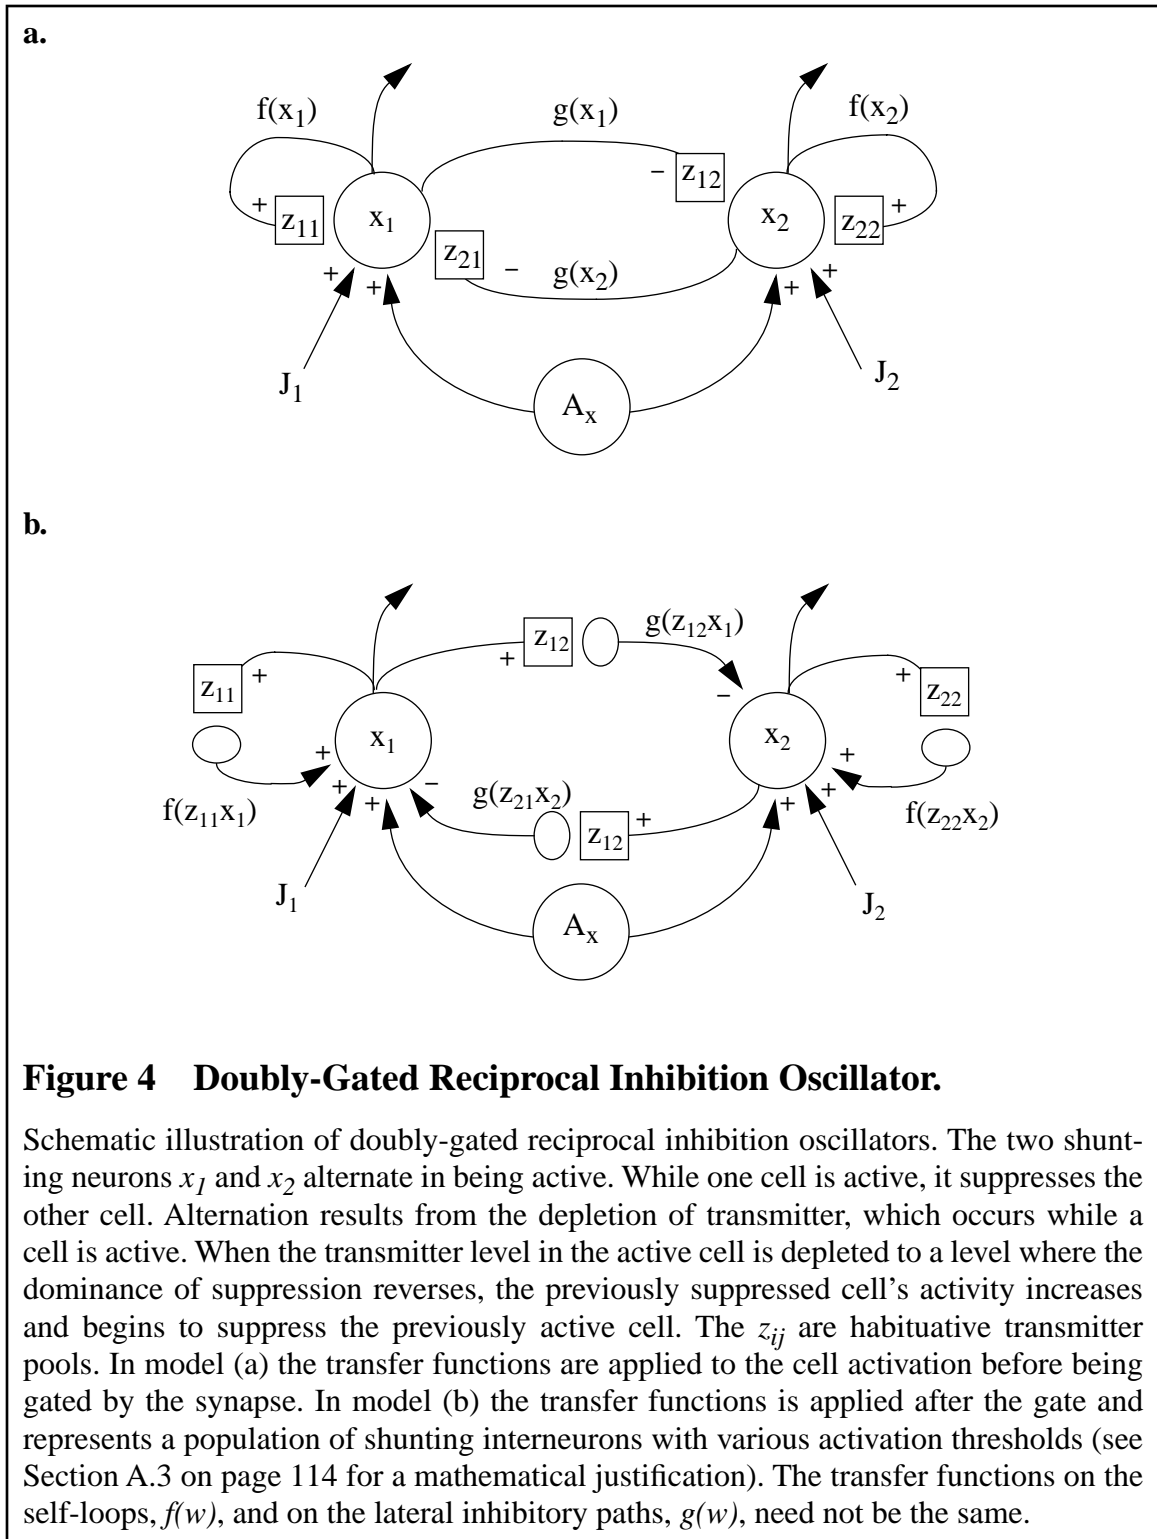 a.
f(x1)
g(x1)
f(x2)
+ z11 x1 - z12 x2 z22 +
z21 - g(x2)
+ + + +
J1 Ax J2
b.
z12 g(z12x1)
+ + +
z11 - z22
x1 x2
+ + - g(z21x2) + +
f(z11x1) + + z12 + + f(z22x2)
J1 Ax J2
Figure 4 Doubly-Gated Reciprocal Inhibition Oscillator.
Schematic illustration of doubly-gated reciprocal inhibition oscillators. The two shunt-
ing neurons x1 and x2 alternate in being active. While one cell is active, it suppresses the
other cell. Alternation results from the depletion of transmitter, which occurs while a
cell is active. When the transmitter level in the active cell is depleted to a level where the
dominance of suppression reverses, the previously suppressed cell's activity increases
and begins to suppress the previously active cell. The zij are habituative transmitter
pools. In model (a) the transfer functions are applied to the cell activation before being
gated by the synapse. In model (b) the transfer functions is applied after the gate and
represents a population of shunting interneurons with various activation thresholds (see
Section A.3 on page 114 for a mathematical justification). The transfer functions on the
self-loops, f(w), and on the lateral inhibitory paths, g(w), need not be the same.